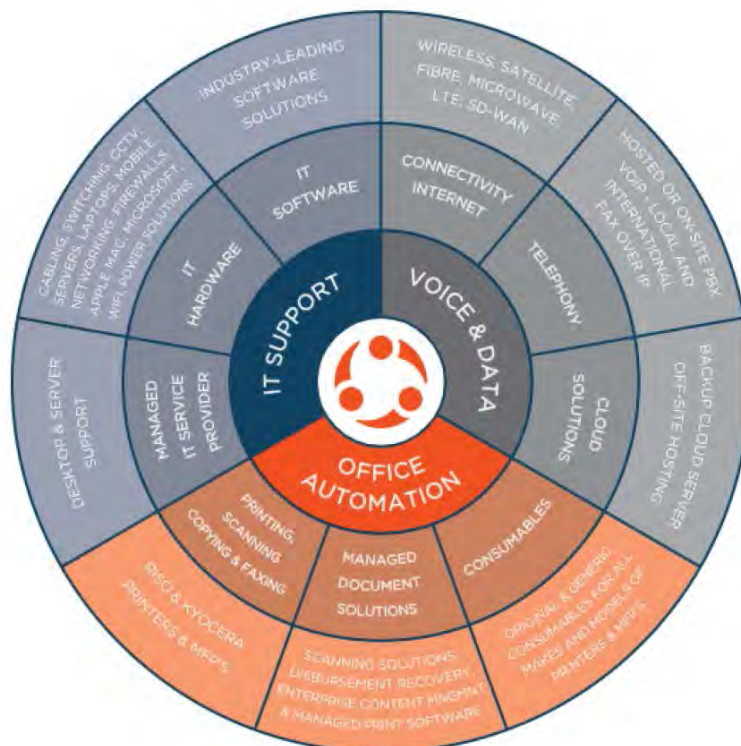 INDUSTRY-LEADING
SOFTWARE
SOLUTIONS
WIRELESS, SATELLITE,
FIBRE, MICROWAVE,
LTE, SD-WAN
HOSTED OR ON-SITE PBX
VOIP • LOCAL AND
INTERNATIONAL
FAX OVER IP
CABLING, SWITCHING, CCTV,
SERVERS, LAPTOPS, MOBILE,
NETWORKING, FIREWALLS
APPLE MAC, MICROSOFT,
WIFI, POWER SOLUTIONS
IT
SOFTWARE
CONNECTIVITY
INTERNET
IT
HARDWARE
TELEPHONY
IT SUPPORT
VOICE & DATA
DESKTOP & SERVER
SUPPORT
MANAGED
IT SERVICE
PROVIDER
CLOUD
SOLUTIONS
BACKUP CLOUD SERVER
OFF-SITE HOSTING
OFFICE
AUTOMATION
PRINTING,
SCANNING
COPYING & FAXING
MANAGED
DOCUMENT
SOLUTIONS
CONSUMABLES
RISO & KYOCERA
PRINTERS & MFP'S
SCANNING SOLUTIONS,
DISBURSEMENT RECOVERY,
ENTERPRISE CONTENT MNGMNT
& MANAGED PRINT SOFTWARE
ORIGINAL & GENERIC
CONSUMABLES FOR ALL
MAKES AND MODELS OF
PRINTERS & MFP'S